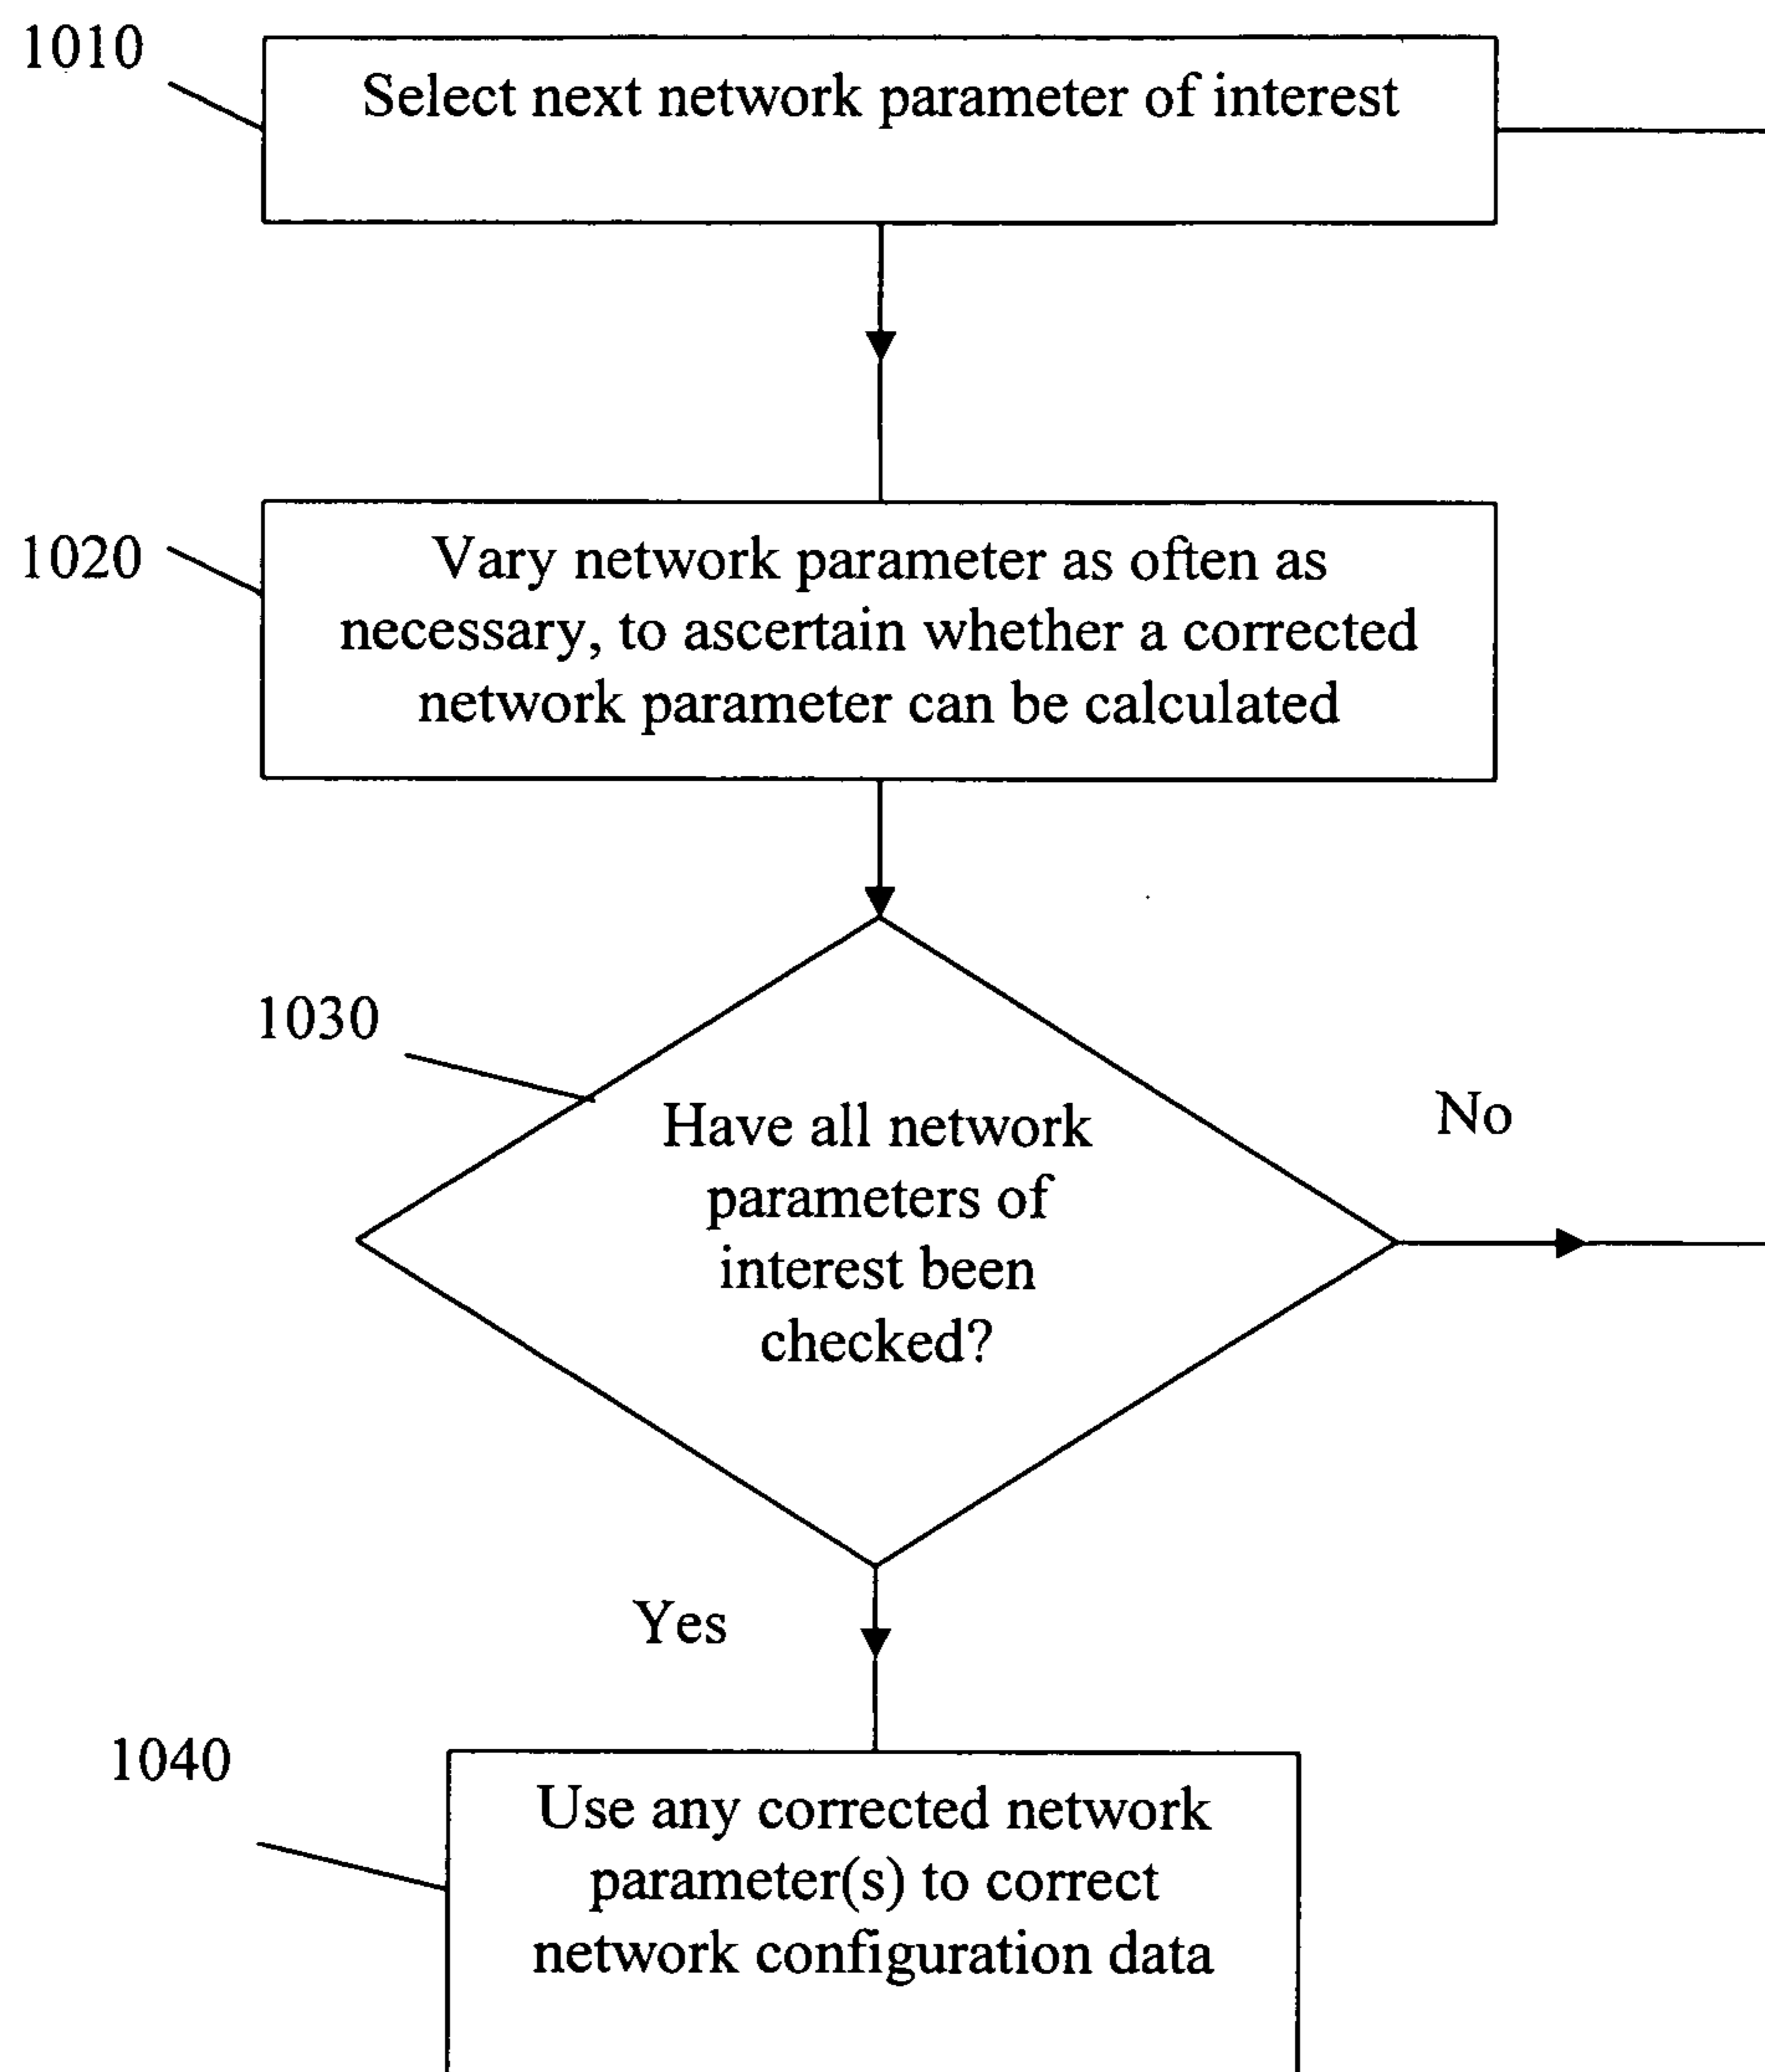 1010
Select next network parameter of interest
1020
Vary network parameter as often as
necessary, to ascertain whether a corrected
network parameter can be calculated
1030
Have all network
parameters of
interest been
checked?
No
Yes
1040
Use any corrected network
parameter(s) to correct
network configuration data